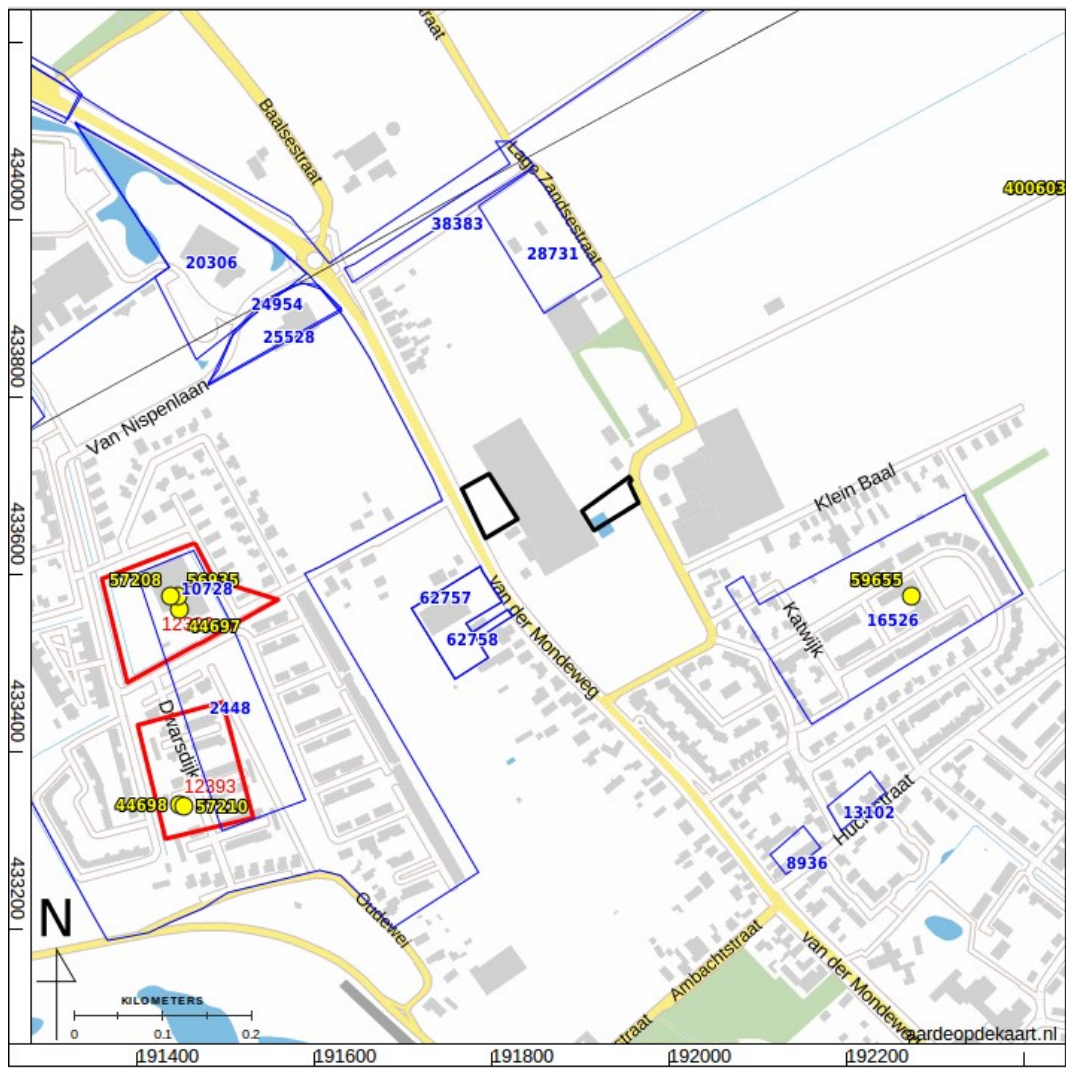 straat
Baalsestraat
Lage Zandsestraat
434000
400603
38383
20306
28731
24954
25528
433800
Van Nispenlaan
Klein Baal
433600
57208
56935
10728
44697
62757
62758
van der Mondeweg
59655
16526
Katwijk
2448
Dwarsdijk
433400
12393
44698
57210
13102
8936
433200
N
Oudewei
Ambachtstraat
van der Mondeweg
KILOMETERS
0 0.1 0.2
straat
aardeopdekaart.nl
191400 191600 191800 192000 192200